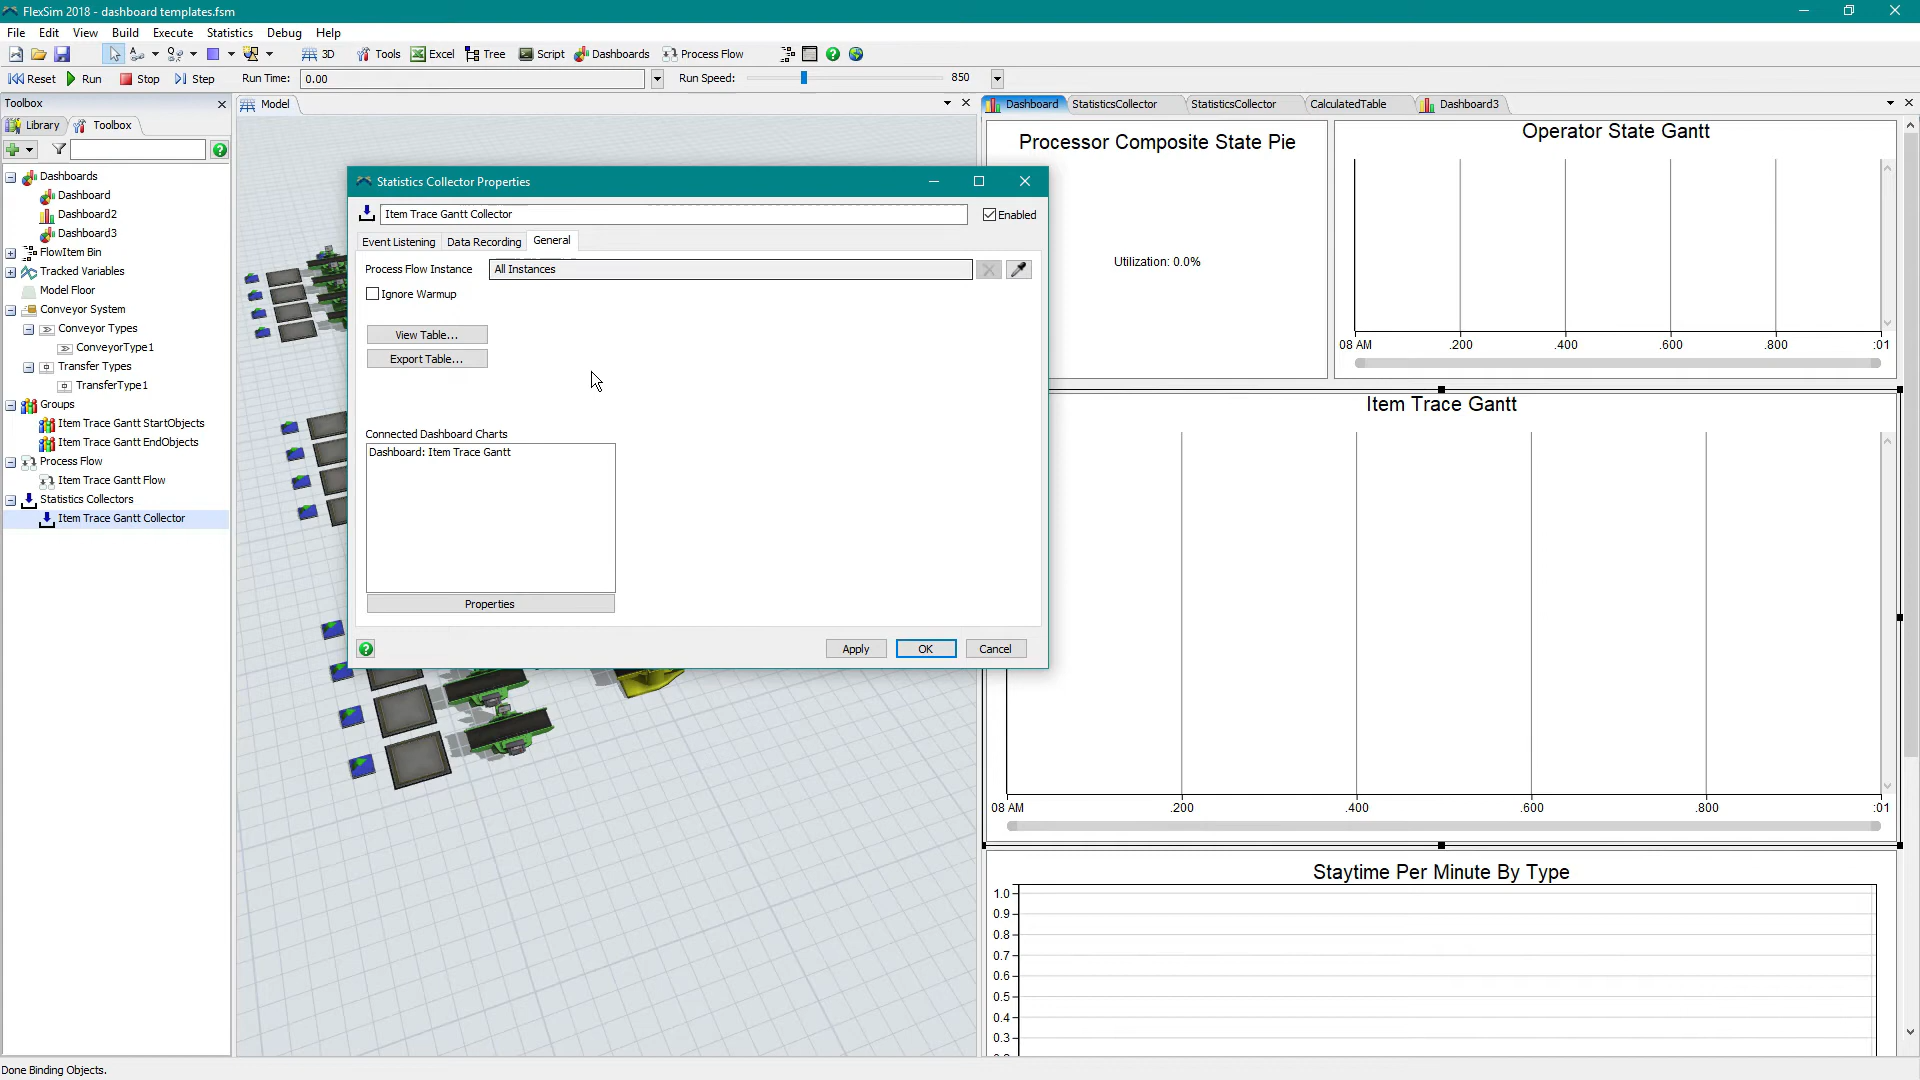 FlexSim 2018 - dashboard templates.fsm
File Edit View Build Execute Statistics Debug Help
3D Tools Excel Tree Script Dashboards Process Flow
Reset Run Stop Step Run Time: 0.00 Run Speed: 850
Toolbox
Library Toolbox
Dashboards
Dashboard
Dashboard2
Dashboard3
FlowItem Bin
Tracked Variables
Model Floor
Conveyor System
Conveyor Types
ConveyorType1
Transfer Types
TransferType1
Groups
Item Trace Gantt StartObjects
Item Trace Gantt EndObjects
Process Flow
Item Trace Gantt Flow
Statistics Collectors
Item Trace Gantt Collector
Model
Statistics Collector Properties
Item Trace Gantt Collector Enabled
Event Listening Data Recording General
Process Flow Instance All Instances
Ignore Warmup
View Table...
Export Table...
Connected Dashboard Charts
Dashboard: Item Trace Gantt
Properties
Apply OK Cancel
Dashboard StatisticsCollector StatisticsCollector CalculatedTable Dashboard3
Processor Composite State Pie
Utilization: 0.0%
Operator State Gantt
08 AM .200 .400 .600 .800 :01
Item Trace Gantt
08 AM .200 .400 .600 .800 :01
Staytime Per Minute By Type
1.0
0.9
0.8
0.7
0.6
0.5
0.4
0.3
Done Binding Objects.